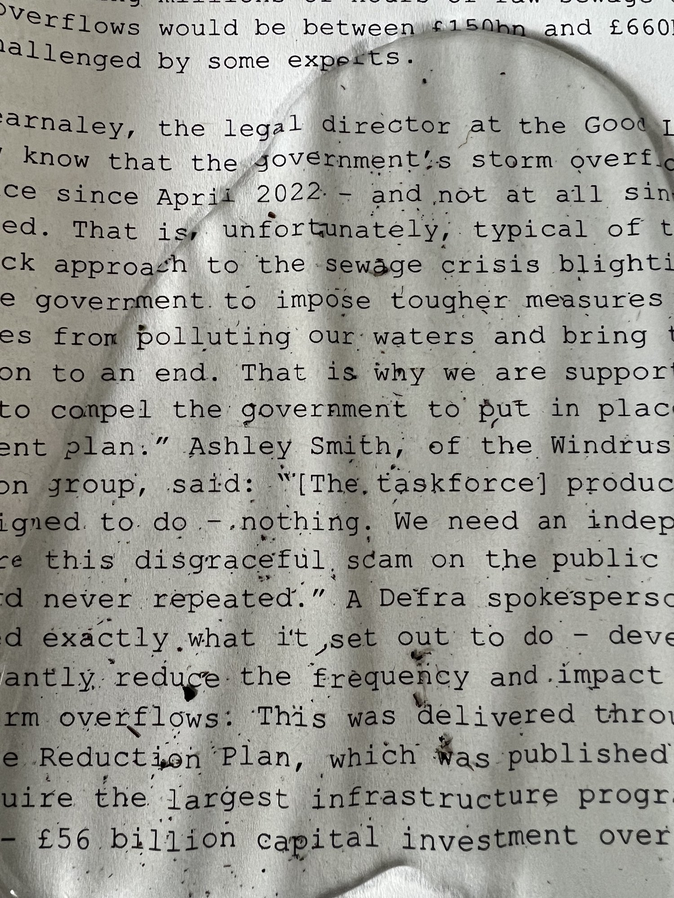 overflows would be between £150bn and £660
challenged by some experts.
earnaley, the legal director at the Good
know that the government's storm
ce since April 2022 - and not at all sin
ed. That is, unfortunately, typical of t
ck approach to the sewage crisis blighti
e government to impose tougher measures
es from polluting our waters and bring t
on to an end. That is why we are support
to compel the government to put in place
ent plan." Ashley Smith, of the Windrus
on group, said: "[The taskforce] produc
igned to do - nothing. We need an indep
re this disgraceful scam on the public
d never repeated." A Defra spokesperso
d exactly what it set out to do - deve
antly reduce the frequency and impact
rm overflows: This was delivered throu
e Reduction Plan, which was published
uire the largest infrastructure progra
- £56 billion capital investment over